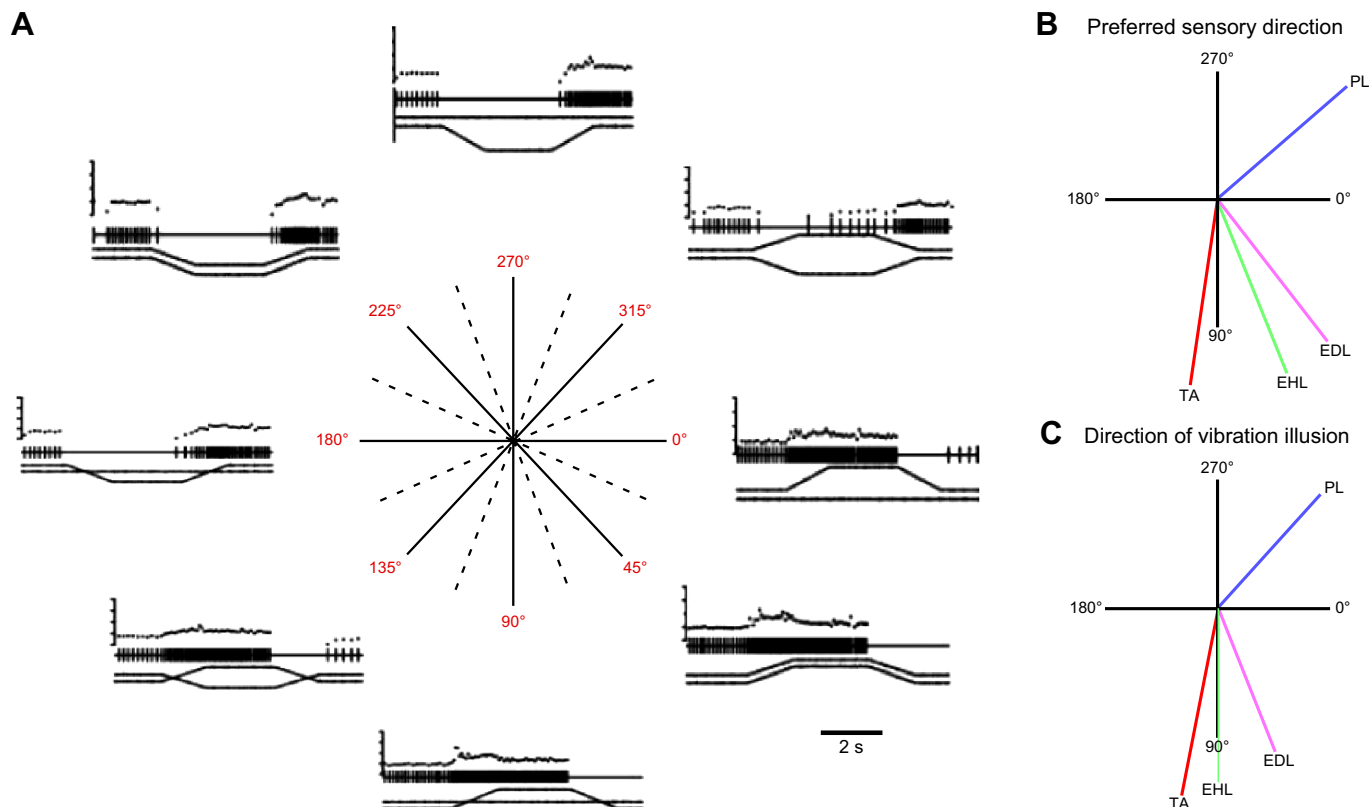 A
270°
225°
315°
180°
0°
135°
45°
90°
2 s
B Preferred sensory direction
270°
PL
180°
0°
90°
EDL
EHL
TA
C Direction of vibration illusion
270°
PL
180°
0°
90°
EDL
EHL
TA